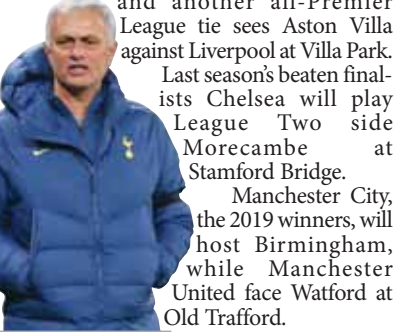 and another all-Premier
League tie sees Aston Villa
against Liverpool at Villa Park.
Last season's beaten final-
ists Chelsea will play
League Two side
Morecambe at
Stamford Bridge.
Manchester City,
the 2019 winners, will
host Birmingham,
while Manchester
United face Watford at
Old Trafford.